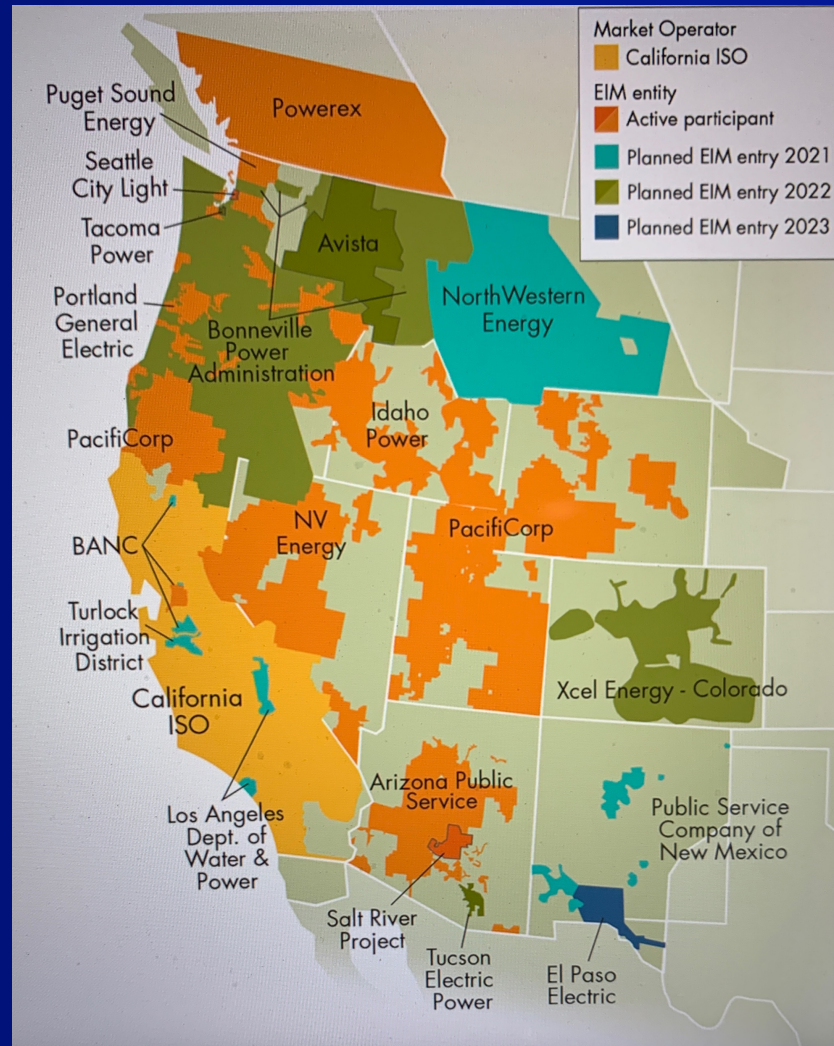 Market Operator
California ISO
EIM entity
Active participant
Planned EIM entry 2021
Planned EIM entry 2022
Planned EIM entry 2023
Puget Sound
Energy
Powerex
Seattle
City Light
Tacoma
Power
Avista
Portland
General
Electric
Bonneville
Power
Administration
NorthWestern
Energy
Idaho
Power
PacifiCorp
BANC
NV
Energy
PacifiCorp
Turlock
Irrigation
District
California
ISO
Xcel Energy - Colorado
Los Angeles
Dept. of
Water &
Power
Arizona Public
Service
Public Service
Company of
New Mexico
Salt River
Project
Tucson
Electric
Power
El Paso
Electric